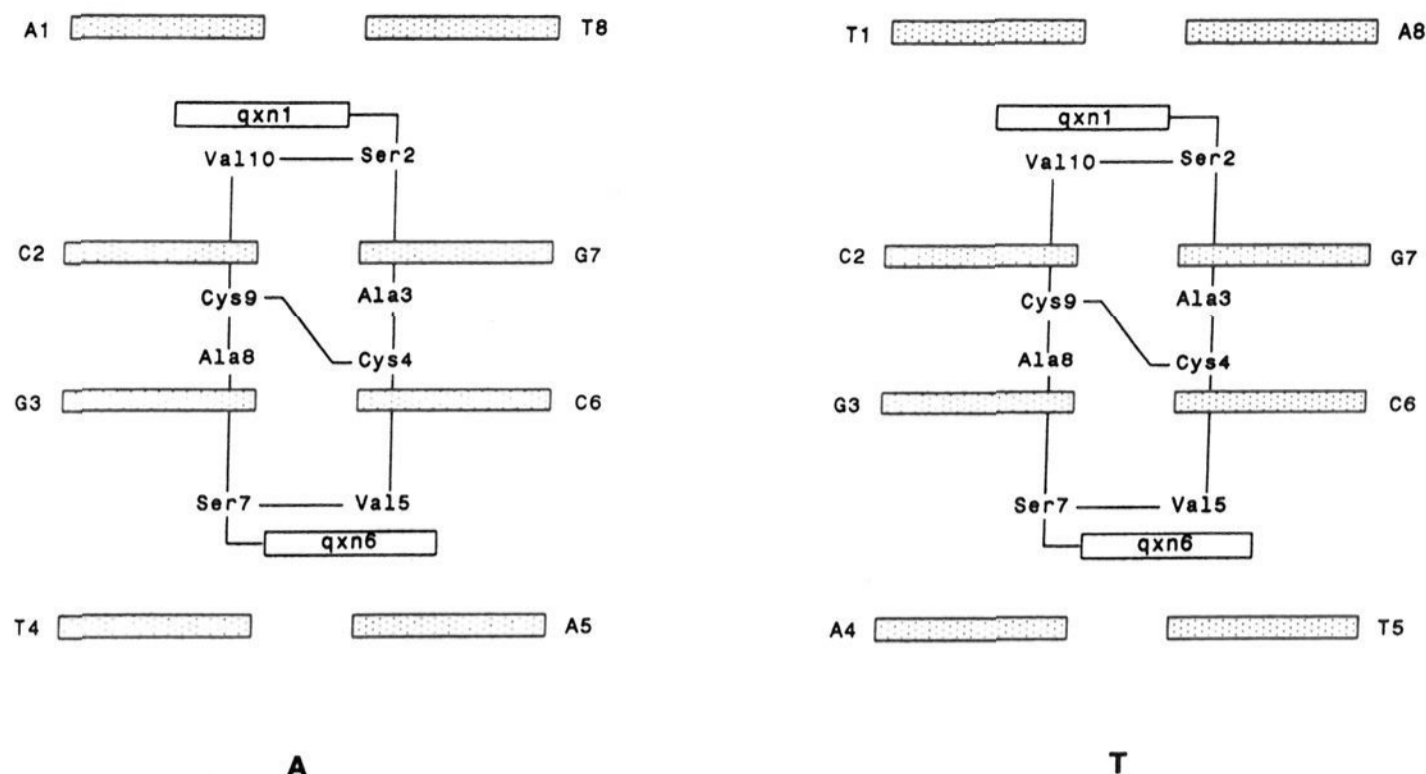 A1 T8
qxn1
Val10 Ser2
C2 G7
Cys9 Ala3
Ala8 Cys4
G3 C6
Ser7 Val5
qxn6
T4 A5
A
T1 A8
qxn1
Val10 Ser2
C2 G7
Cys9 Ala3
Ala8 Cys4
G3 C6
Ser7 Val5
qxn6
A4 T5
T